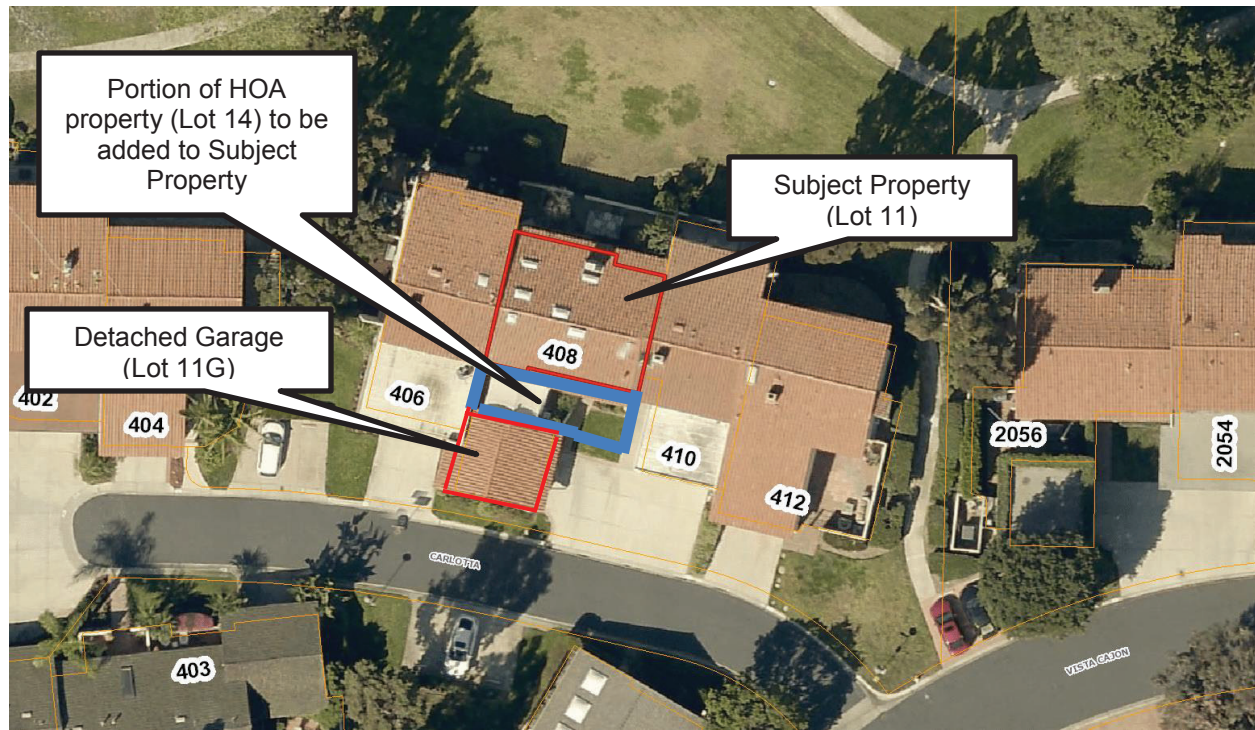 Portion of HOA
property (Lot 14) to be
added to Subject
Property
Subject Property
(Lot 11)
Detached Garage
(Lot 11G)
408
406
402
404
410
412
2056
2054
CARLOTTA
403
VISTA CAJON